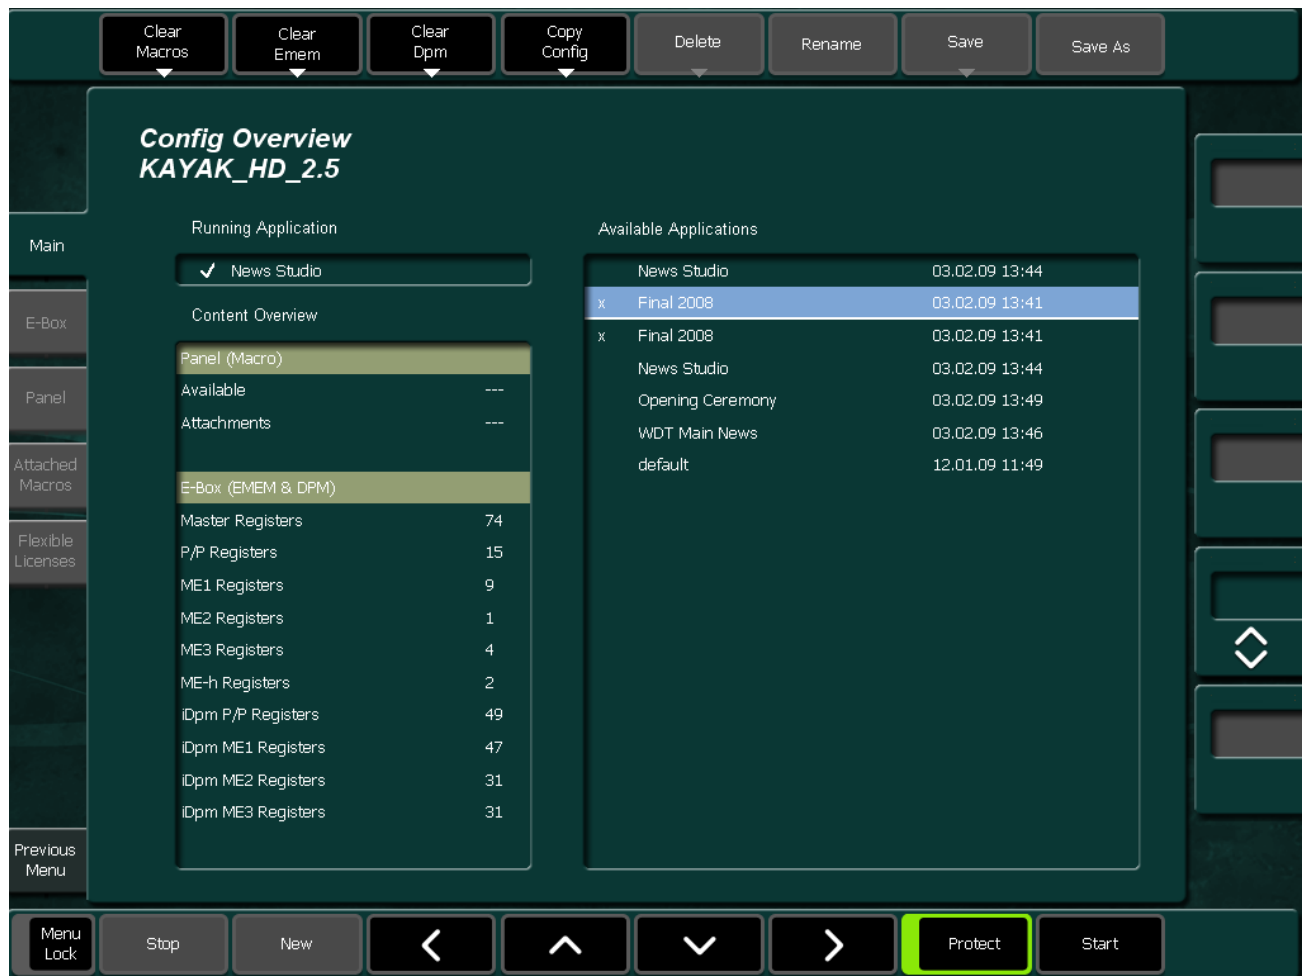 Clear
Macros
Clear
Emem
Clear
Dpm
Copy
Config
Delete
Rename
Save
Save As
Config Overview
KAYAK_HD_2.5
Main
E-Box
Panel
Attached
Macros
Flexible
Licenses
Previous
Menu
Running Application
News Studio
Content Overview
Panel (Macro)
Available ---
Attachments ---
E-Box (EMEM & DPM)
Master Registers 74
P/P Registers 15
ME1 Registers 9
ME2 Registers 1
ME3 Registers 4
ME-h Registers 2
iDpm P/P Registers 49
iDpm ME1 Registers 47
iDpm ME2 Registers 31
iDpm ME3 Registers 31
Available Applications
News Studio 03.02.09 13:44
x Final 2008 03.02.09 13:41
x Final 2008 03.02.09 13:41
News Studio 03.02.09 13:44
Opening Ceremony 03.02.09 13:49
WDT Main News 03.02.09 13:46
default 12.01.09 11:49
Menu
Lock
Stop
New
Protect
Start